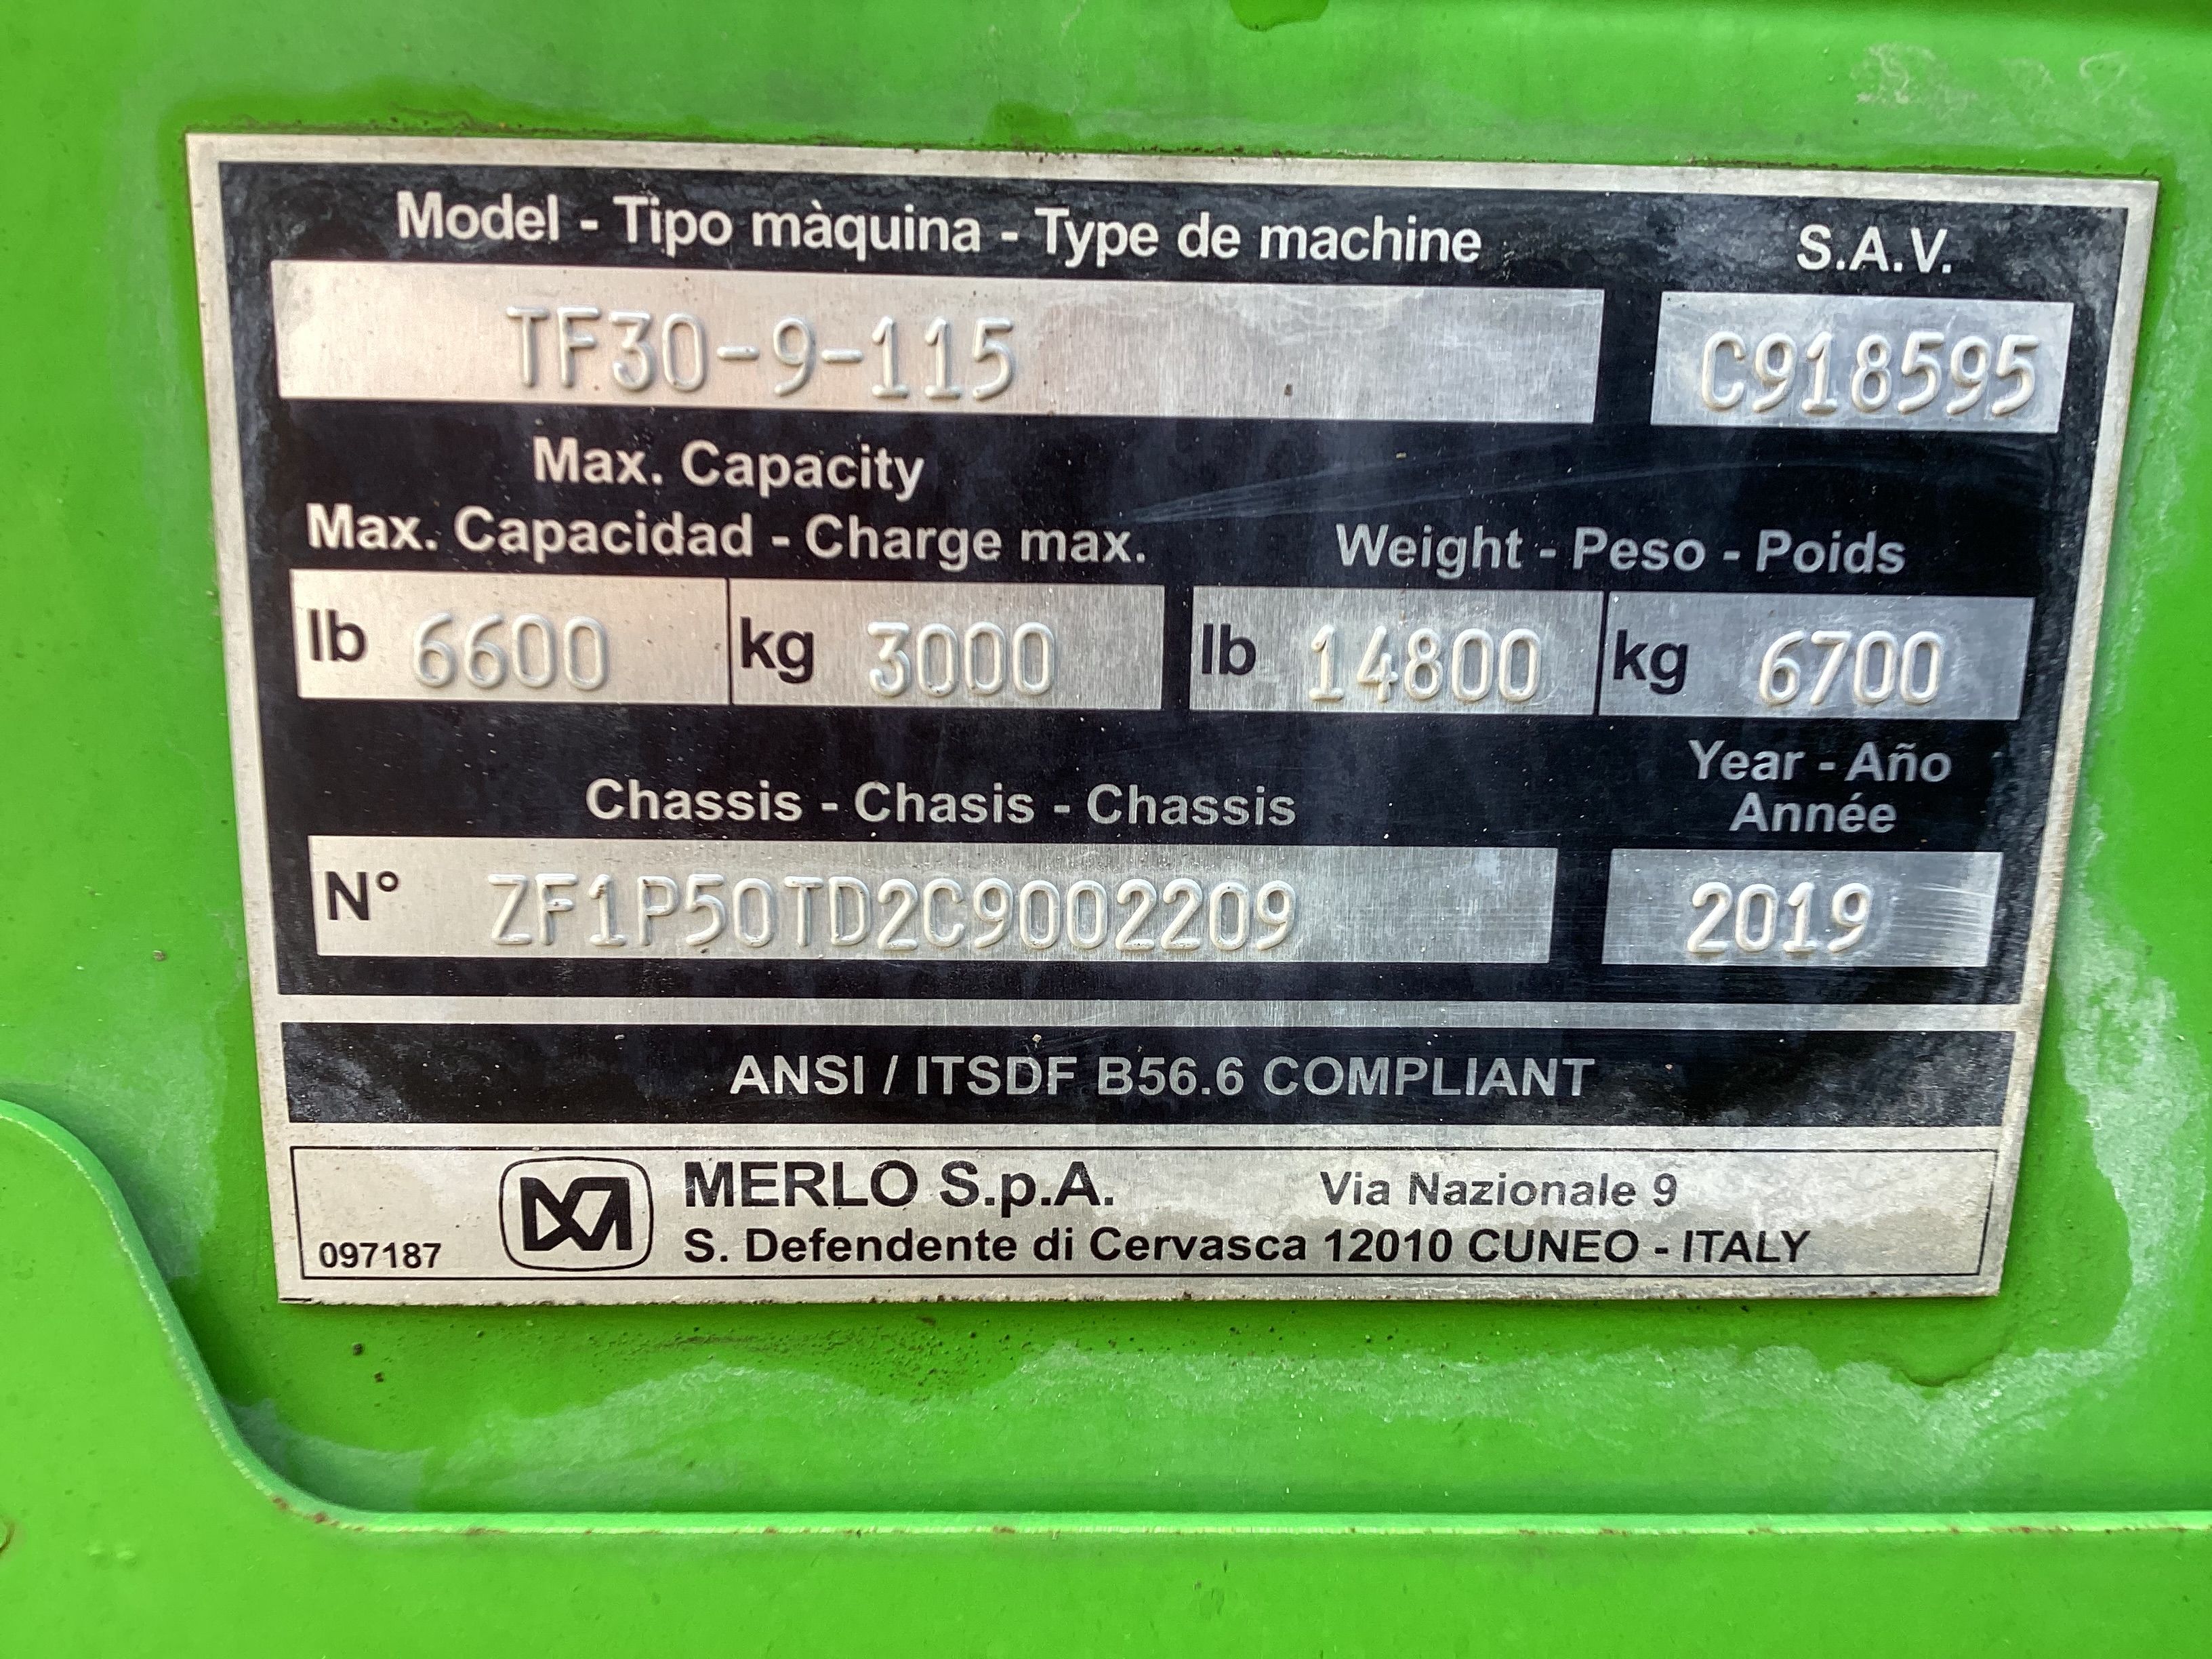 Model - Tipo màquina - Type de machine S.A.V.
TF30-9-115 C918595
Max. Capacity
Max. Capacidad - Charge max. Weight - Peso - Poids
lb 6600 kg 3000 lb 14800 kg 6700
Year - Año
Chassis - Chasis - Chassis Année
N° ZF1P50TD2C9002209 2019
ANSI / ITSDF B56.6 COMPLIANT
MERLO S.p.A. Via Nazionale 9
097187 S. Defendente di Cervasca 12010 CUNEO - ITALY